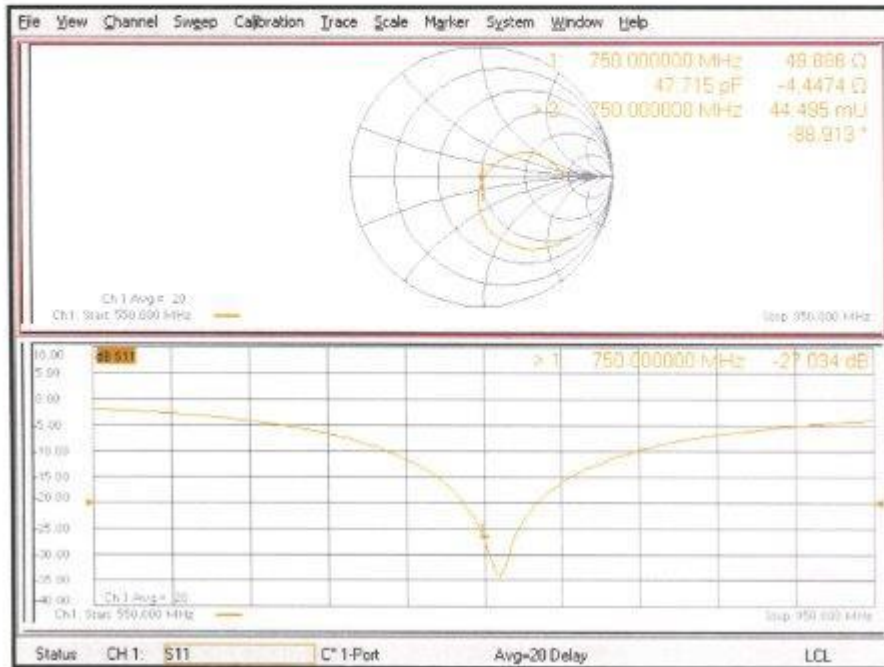 File View Channel Sweep Calibration Trace Scale Marker System Window Help
1: 750.000000 MHz 49.886 Ω
47.715 pF -4.4474 Ω
> 2: 750.000000 MHz 44.495 mU
-88.913 °
Ch 1 Avg = 20
Ch1: Start 550.000 MHz
Stop 950.000 MHz
10.00
dB S11
> 1: 750.000000 MHz -27.034 dB
5.00
0.00
-5.00
-10.00
-15.00
-20.00
-25.00
-30.00
-35.00
-40.00
Ch 1 Avg = 20
Ch1: Start 550.000 MHz
Stop 950.000 MHz
Status CH 1: S11 C* 1-Port Avg=20 Delay LCL